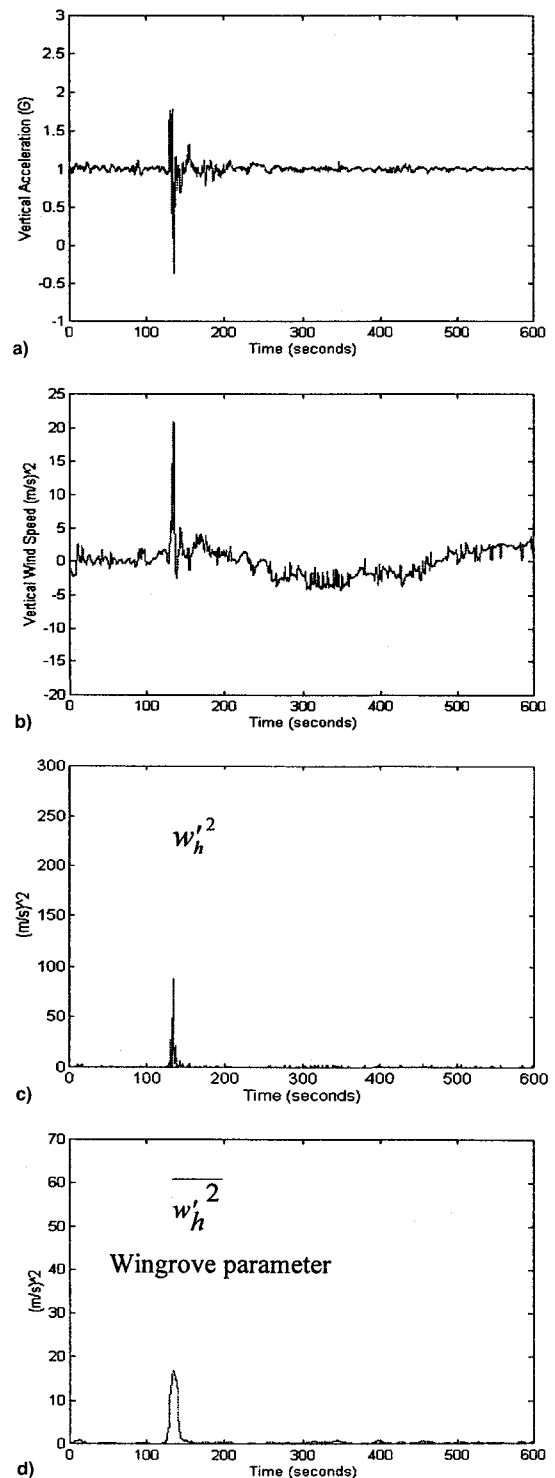 3
2.5
2
1.5
1
0.5
0
-0.5
-1
Vertical Acceleration (G)
0 100 200 300 400 500 600
Time (seconds)
a)
25
20
15
10
5
0
-5
-10
-15
-20
Vertical Wind Speed (m/s)^2
0 100 200 300 400 500 600
Time (seconds)
b)
300
250
200
150
100
50
0
(m/s)^2
w'_h^2
0 100 200 300 400 500 600
Time (seconds)
c)
70
60
50
40
30
20
10
0
(m/s)^2
w'_h^2
Wingrove parameter
0 100 200 300 400 500 600
Time (seconds)
d)